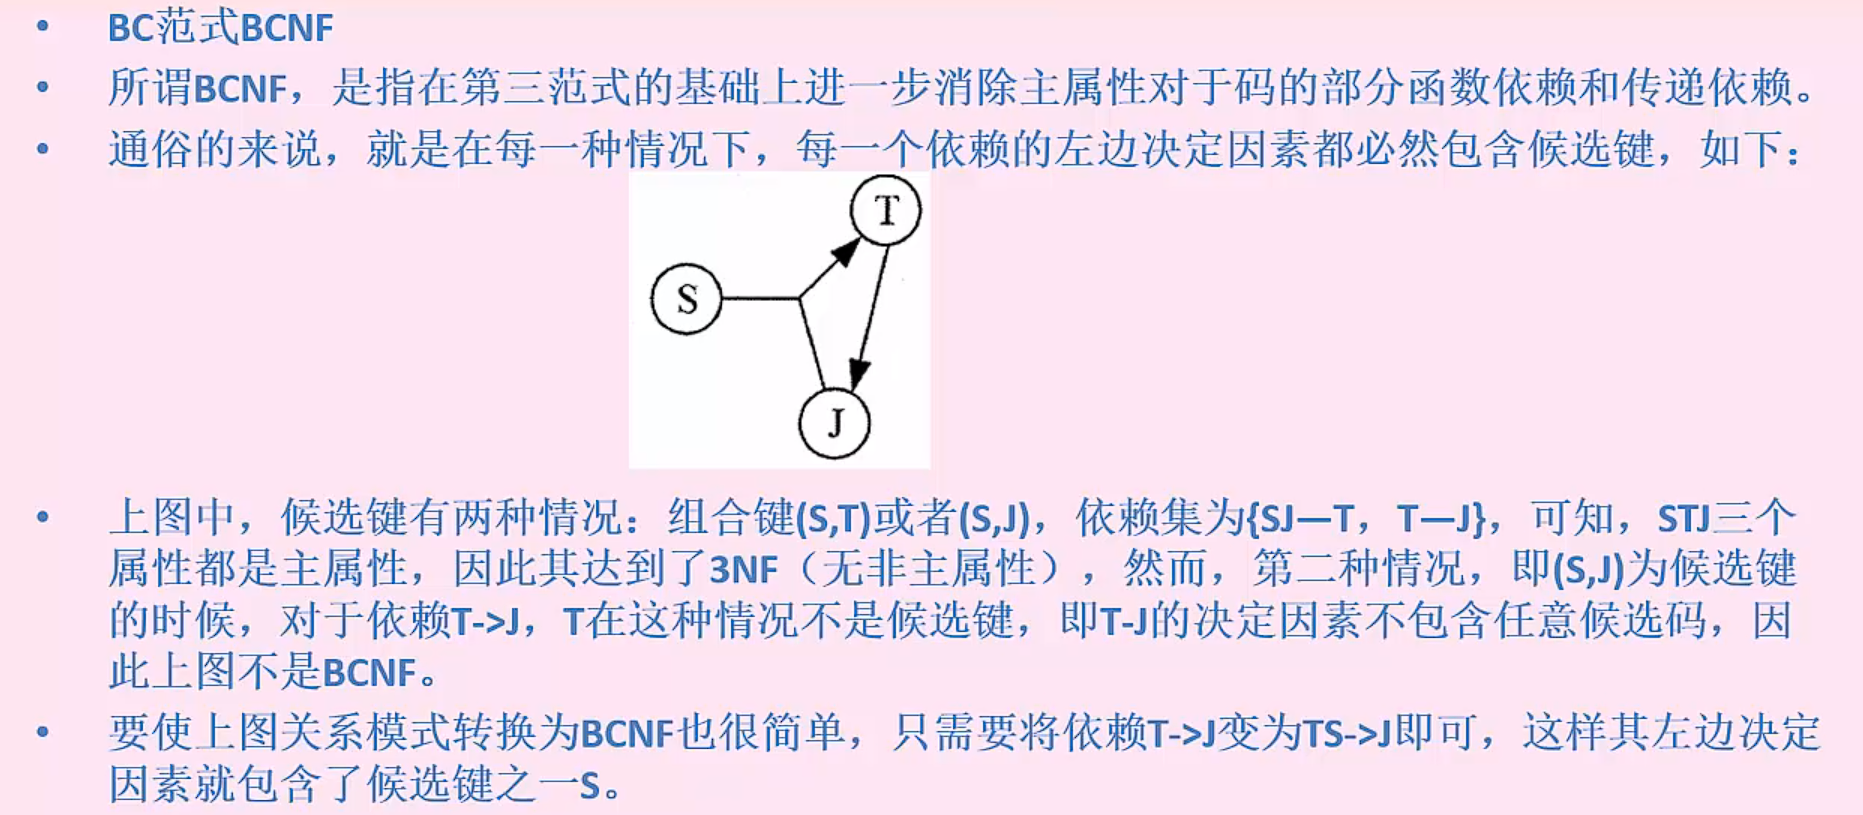 • BC范式BCNF
• 所谓BCNF，是指在第三范式的基础上进一步消除主属性对于码的部分函数依赖和传递依赖。
• 通俗的来说，就是在每一种情况下，每一个依赖的左边决定因素都必然包含候选键，如下：
T
S
J
• 上图中，候选键有两种情况：组合键(S,T)或者(S,J)，依赖集为{SJ—T，T—J}，可知，STJ三个
属性都是主属性，因此其达到了3NF（无非主属性），然而，第二种情况，即(S,J)为候选键
的时候，对于依赖T->J，T在这种情况不是候选键，即T-J的决定因素不包含任意候选码，因
此上图不是BCNF。
• 要使上图关系模式转换为BCNF也很简单，只需要将依赖T->J变为TS->J即可，这样其左边决定
因素就包含了候选键之一S。